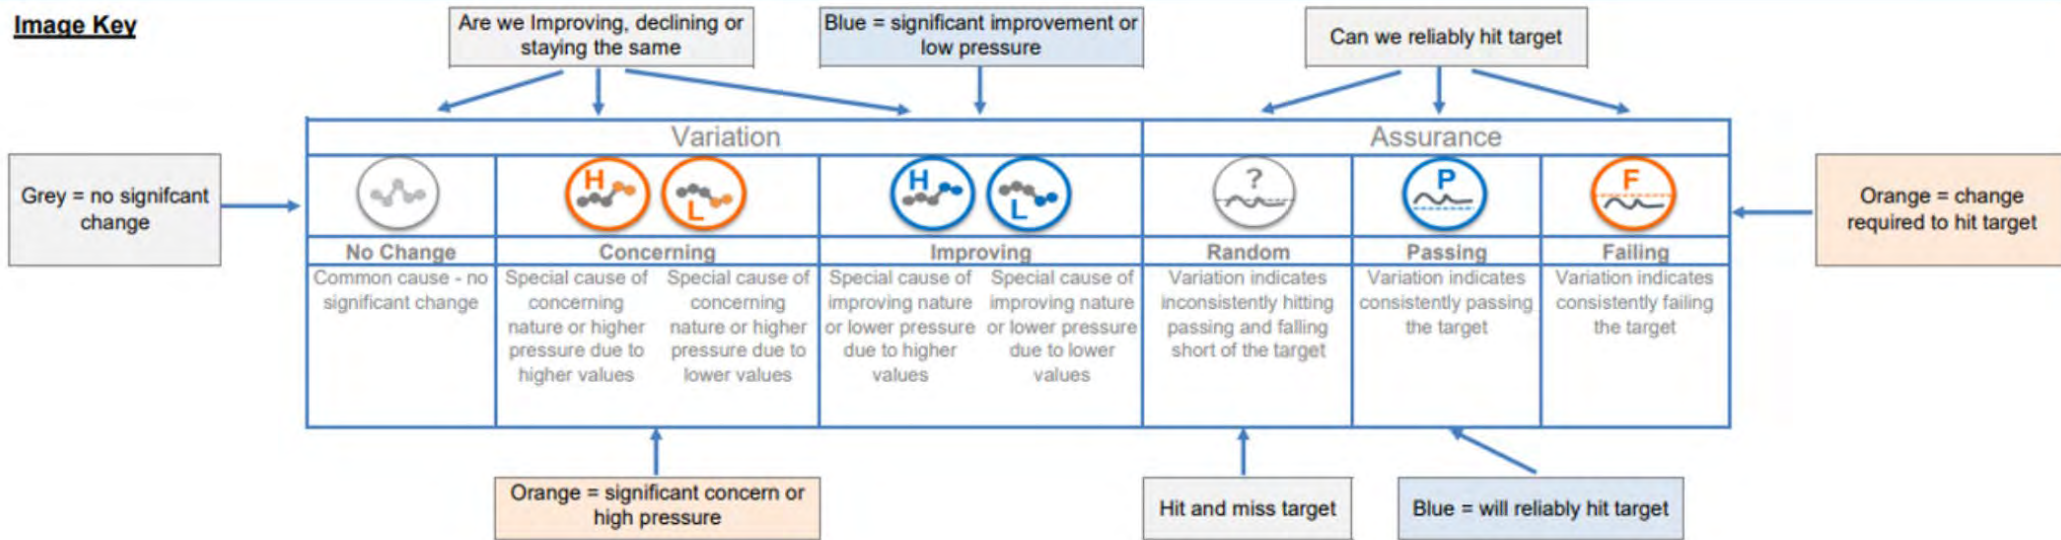 Image Key
Are we Improving, declining or
staying the same
Blue = significant improvement or
low pressure
Can we reliably hit target
Grey = no signifcant
change
Orange = change
required to hit target
Variation
Assurance
H
L
H
L
?
P
F
No Change
Concerning
Improving
Random
Passing
Failing
Common cause - no
significant change
Special cause of
concerning
nature or higher
pressure due to
higher values
Special cause of
concerning
nature or higher
pressure due to
lower values
Special cause of
improving nature
or lower pressure
due to higher
values
Special cause of
improving nature
or lower pressure
due to lower
values
Variation indicates
inconsistently hitting
passing and falling
short of the target
Variation indicates
consistently passing
the target
Variation indicates
consistently failing
the target
Orange = significant concern or
high pressure
Hit and miss target
Blue = will reliably hit target